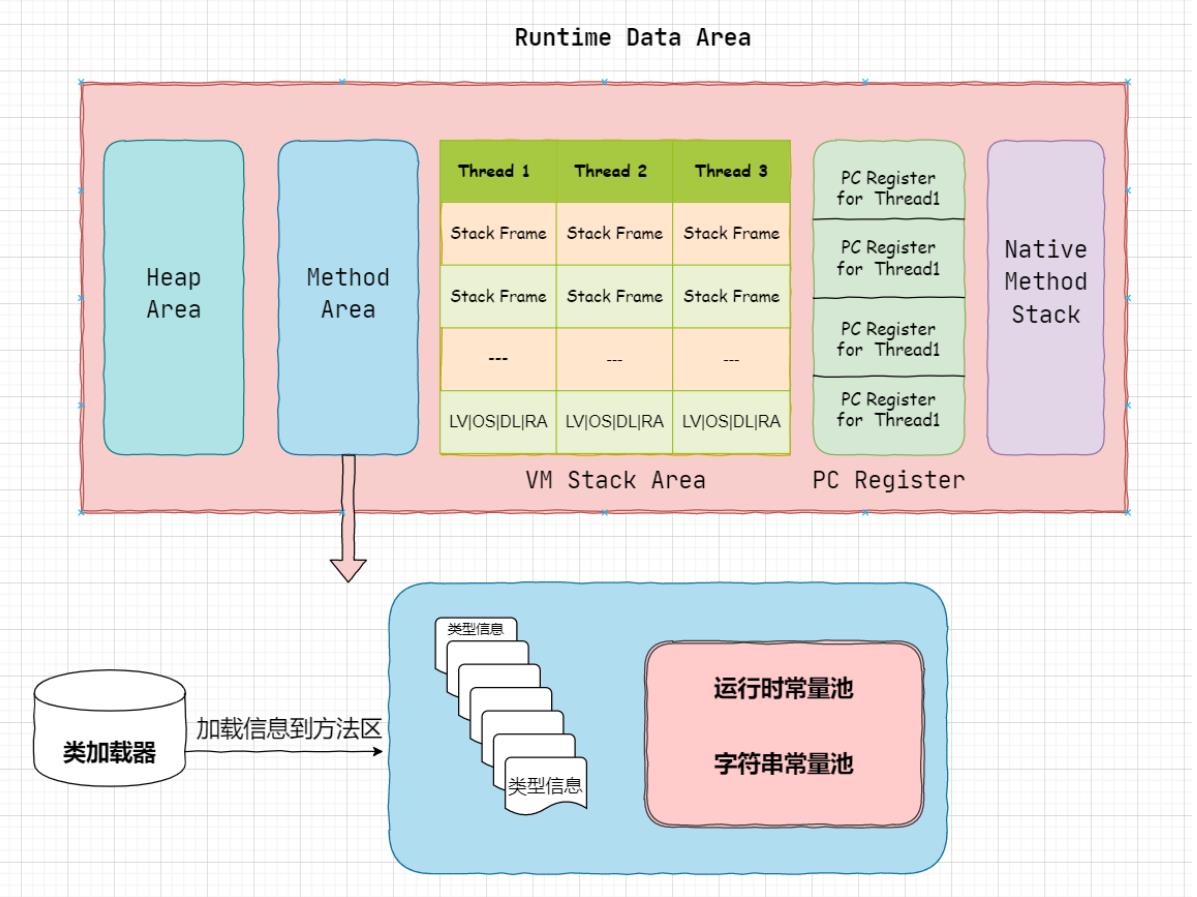 Runtime Data Area
Heap
Area
Method
Area
Thread 1
Thread 2
Thread 3
Stack Frame
Stack Frame
Stack Frame
Stack Frame
Stack Frame
Stack Frame
---
---
---
LV|OS|DL|RA
LV|OS|DL|RA
LV|OS|DL|RA
VM Stack Area
PC Register
for Thread1
PC Register
for Thread1
PC Register
for Thread1
PC Register
for Thread1
PC Register
Native
Method
Stack
类加载器
加载信息到方法区
类型信息
类型信息
运行时常量池
字符串常量池